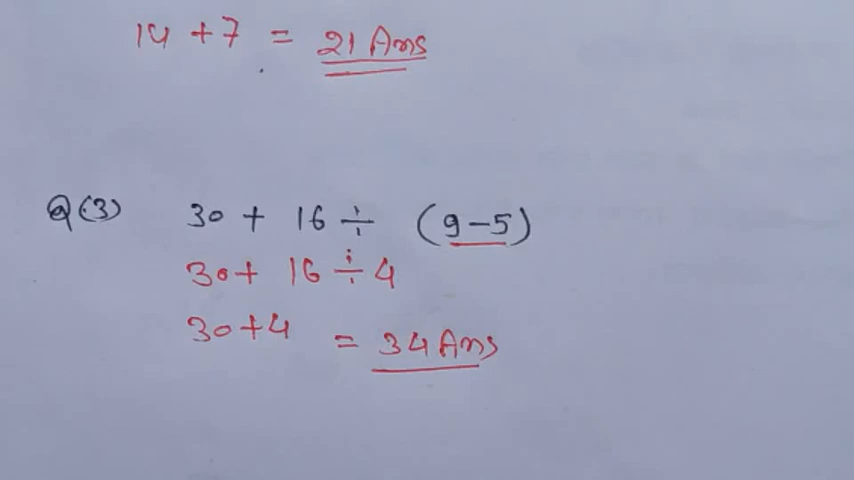 14 + 7 = 21 Ans
Q(3) 30 + 16 ÷ (9-5)
30+ 16 ÷ 4
30+4 = 34 Ans